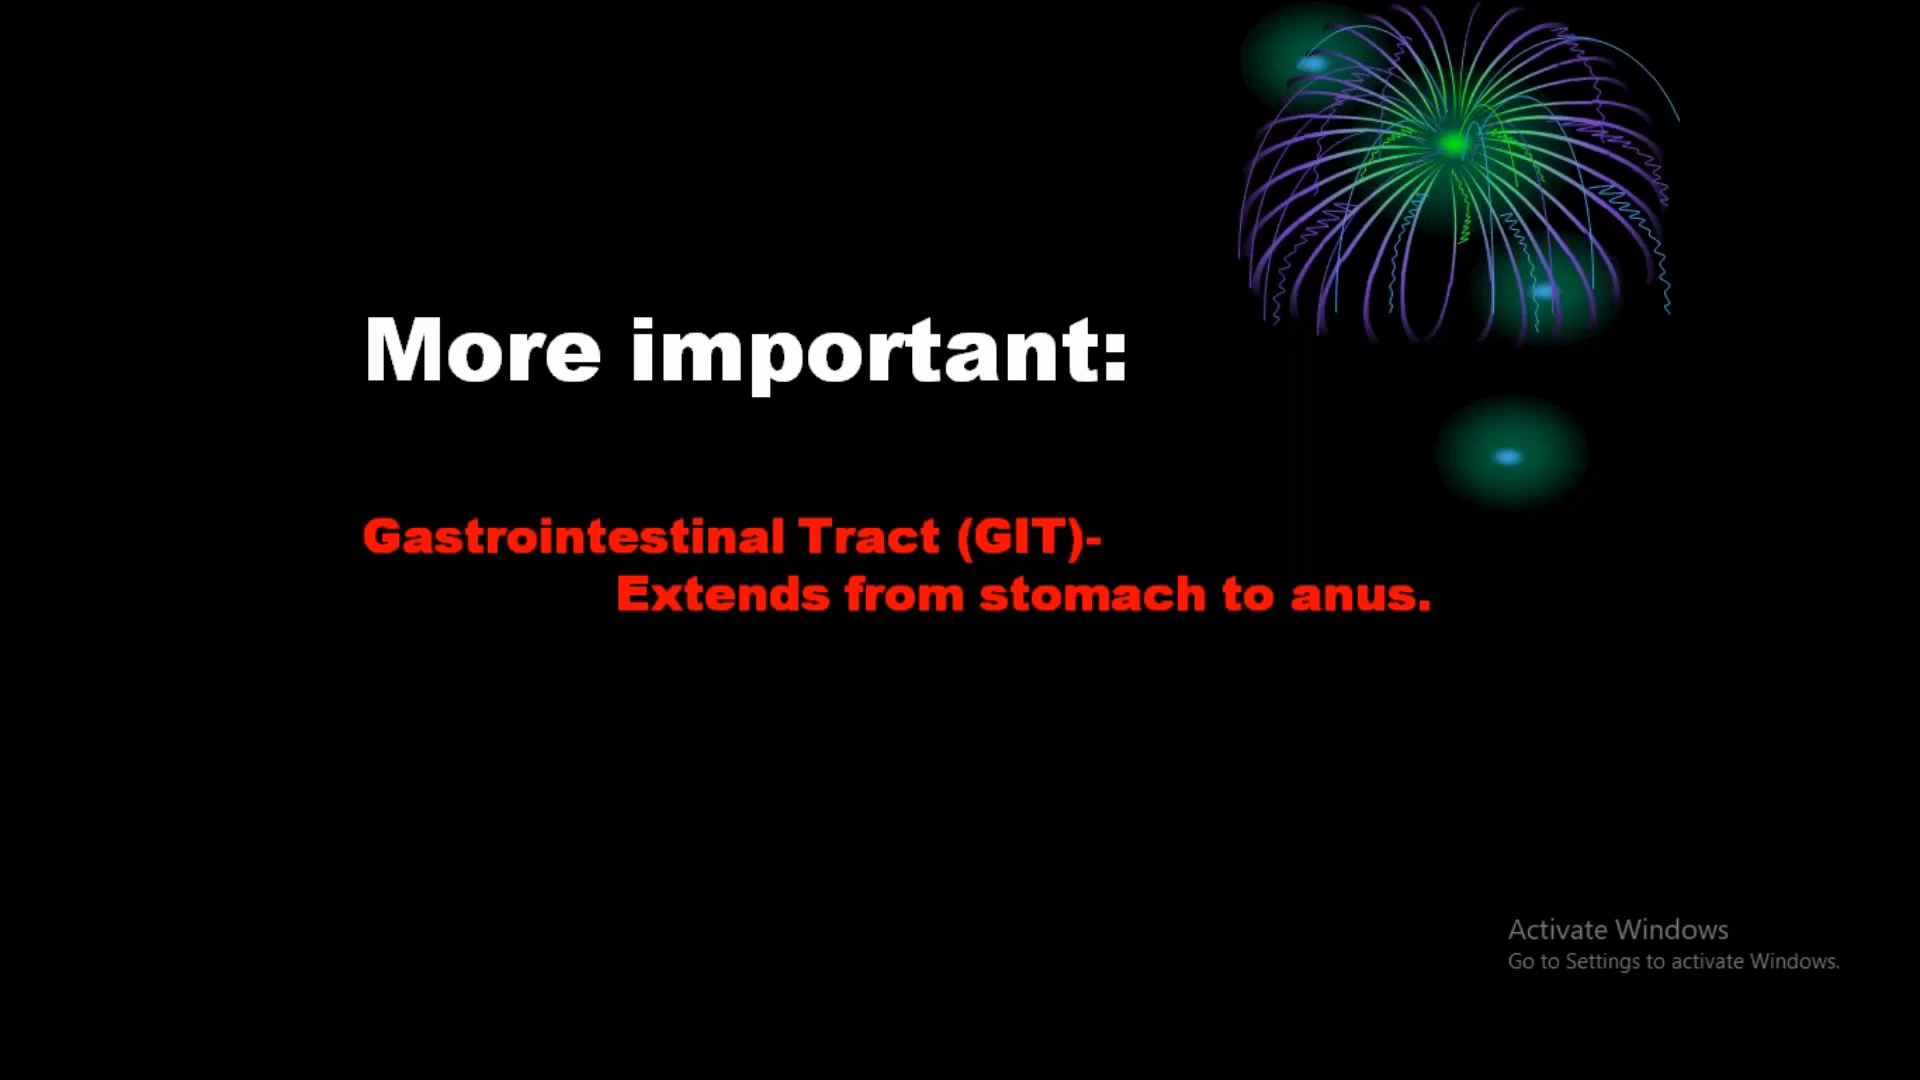 More important:
Gastrointestinal Tract (GIT)-
Extends from stomach to anus.
Activate Windows
Go to Settings to activate Windows.